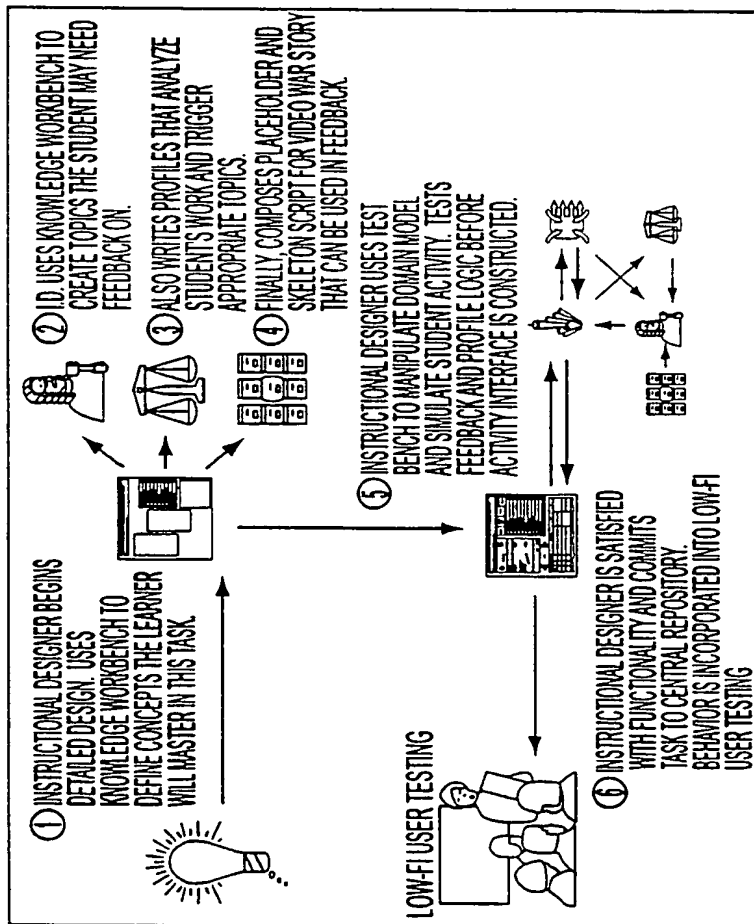 ① INSTRUCTIONAL DESIGNER BEGINS
DETAILED DESIGN. USES
KNOWLEDGE WORKBENCH TO
DEFINE CONCEPTS THE LEARNER
WILL MASTER IN THIS TASK.
② I.D. USES KNOWLEDGE WORKBENCH TO
CREATE TOPICS THE STUDENT MAY NEED
FEEDBACK ON.
③ ALSO WRITES PROFILES THAT ANALYZE
STUDENT'S WORK AND TRIGGER
APPROPRIATE TOPICS.
④ FINALLY, COMPOSES PLACEHOLDER AND
SKELETON SCRIPT FOR VIDEO WAR STORY
THAT CAN BE USED IN FEEDBACK.
⑤ INSTRUCTIONAL DESIGNER USES TEST
BENCH TO MANIPULATE DOMAIN MODEL
AND SIMULATE STUDENT ACTIVITY. TESTS
FEEDBACK AND PROFILE LOGIC BEFORE
ACTIVITY INTERFACE IS CONSTRUCTED.
LOW-FI USER TESTING
⑥ INSTRUCTIONAL DESIGNER IS SATISFIED
WITH FUNCTIONALITY AND COMMITS
TASK TO CENTRAL REPOSITORY.
BEHAVIOR IS INCORPORATED INTO LOW-FI
USER TESTING